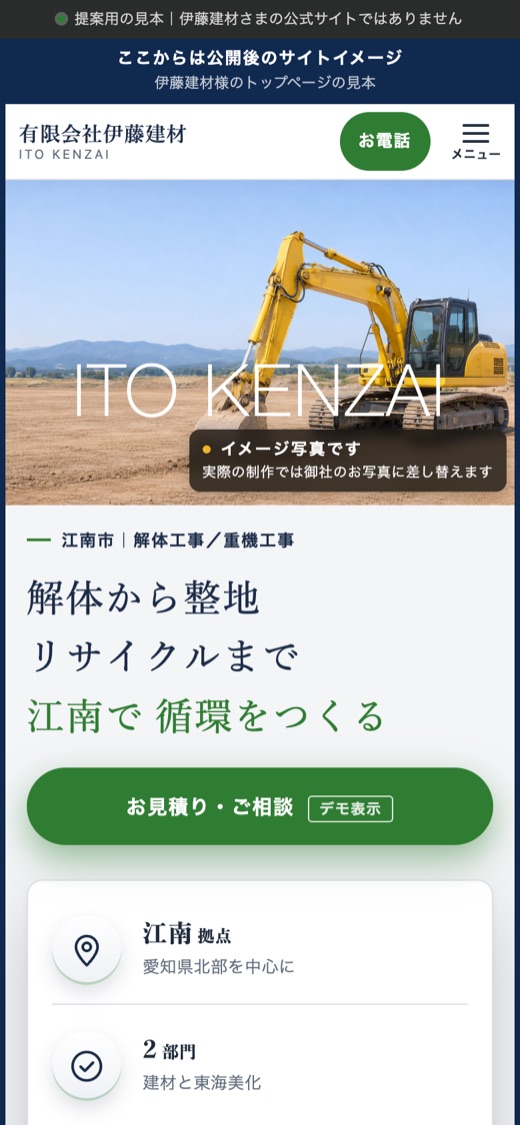 提案用の見本｜伊藤建材さまの公式サイトではありません
ここからは公開後のサイトイメージ
伊藤建材様のトップページの見本
有限会社伊藤建材
ITO KENZAI
お電話
メニュー
ITO KENZAI
イメージ写真です
実際の制作では御社のお写真に差し替えます
江南市｜解体工事／重機工事
解体から整地
リサイクルまで
江南で 循環をつくる
お見積り・ご相談 デモ表示
江南 拠点
愛知県北部を中心に
2 部門
建材と東海美化